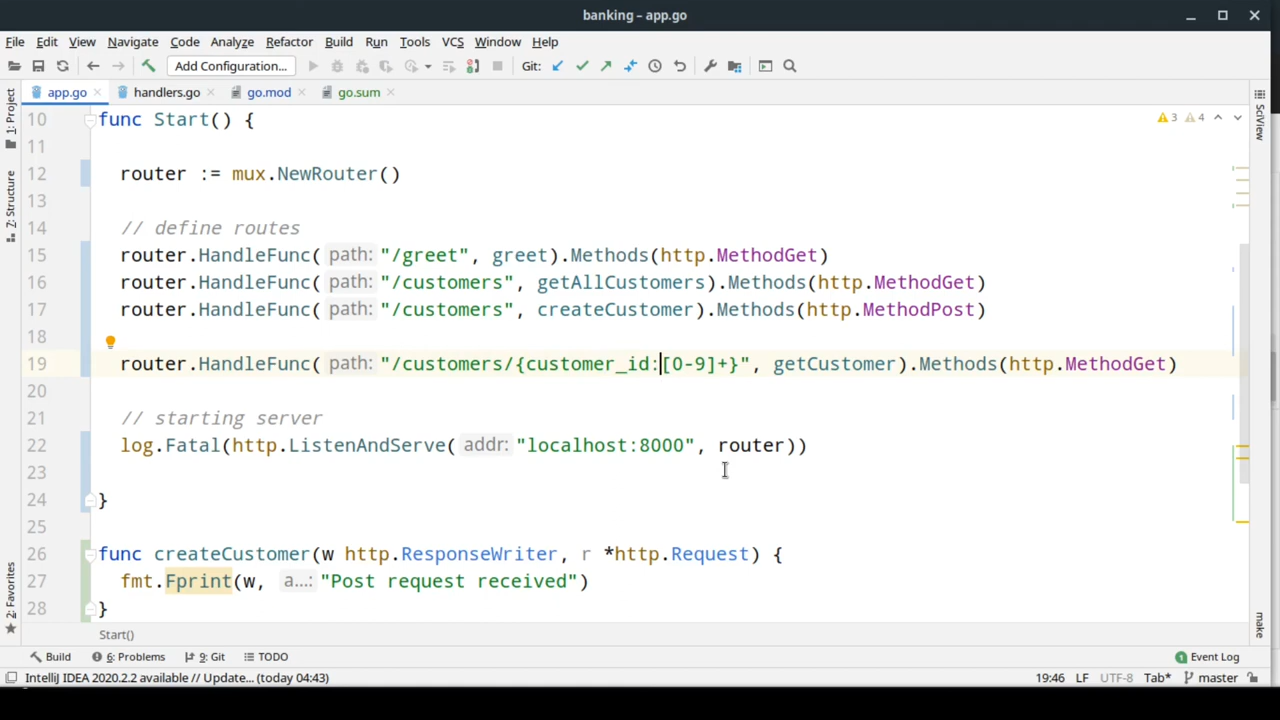 banking – app.go
File Edit View Navigate Code Analyze Refactor Build Run Tools VCS Window Help
Add Configuration... Git:
app.go handlers.go go.mod go.sum
1: Project
Z: Structure
2: Favorites
SciView
make
3 4
10 func Start() {
11
12 router := mux.NewRouter()
13
14 // define routes
15 router.HandleFunc( path: "/greet", greet).Methods(http.MethodGet)
16 router.HandleFunc( path: "/customers", getAllCustomers).Methods(http.MethodGet)
17 router.HandleFunc( path: "/customers", createCustomer).Methods(http.MethodPost)
18
19 router.HandleFunc( path: "/customers/{customer_id:[0-9]+}", getCustomer).Methods(http.MethodGet)
20
21 // starting server
22 log.Fatal(http.ListenAndServe( addr: "localhost:8000", router))
23
24 }
25
26 func createCustomer(w http.ResponseWriter, r *http.Request) {
27 fmt.Fprint(w, a...: "Post request received")
28 }
Start()
Build 6: Problems 9: Git TODO 1 Event Log
IntelliJ IDEA 2020.2.2 available // Update... (today 04:43) 19:46 LF UTF-8 Tab* master